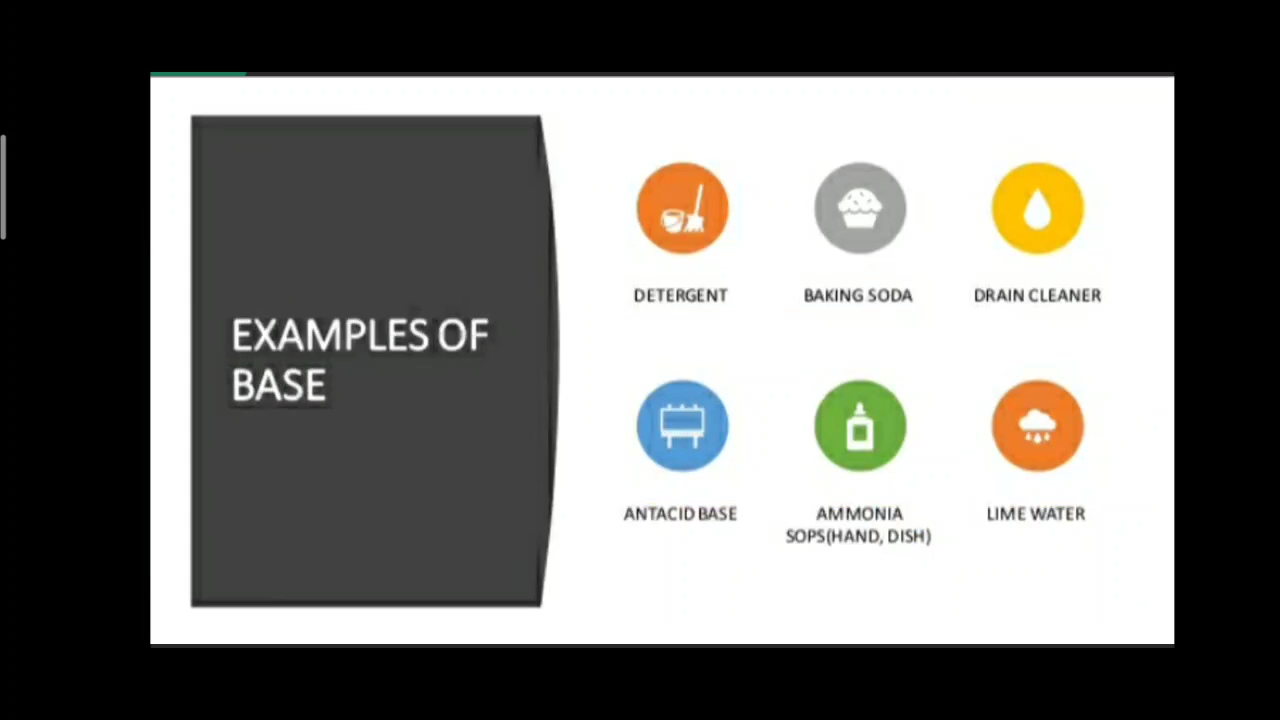 EXAMPLES OF
BASE
DETERGENT
BAKING SODA
DRAIN CLEANER
ANTACID BASE
AMMONIA
SOPS(HAND, DISH)
LIME WATER